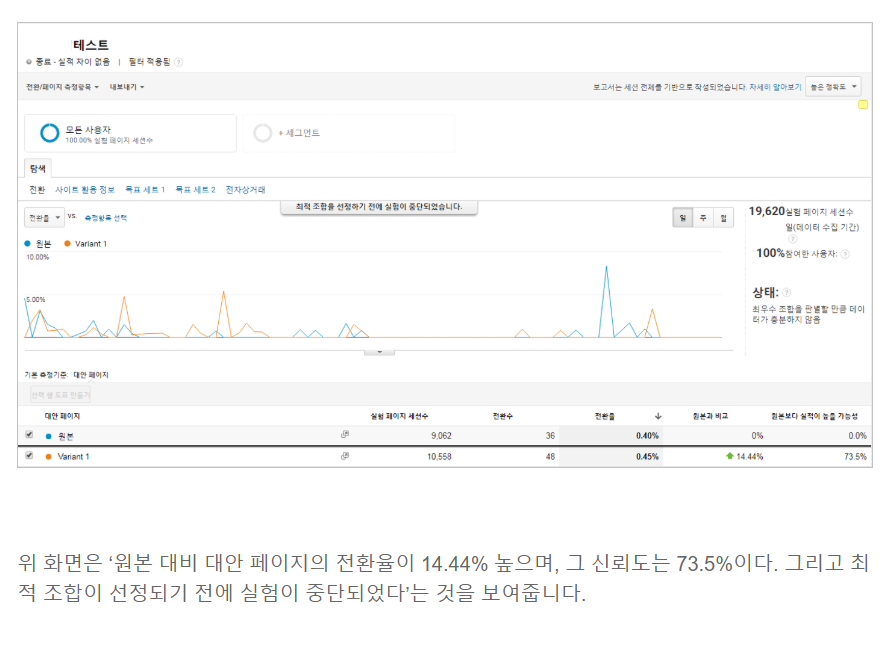 테스트
종료 - 실적 차이 없음 | 필터 적용됨 ?
전환/페이지 측정항목 내보내기 보고서는 세션 전체를 기반으로 작성되었습니다. 자세히 알아보기 높은 정확도
모든 사용자
100.00% 실험 페이지 세션수
+ 세그먼트
탐색
전환 사이트 활용 정보 목표 세트 1 목표 세트 2 전자상거래
최적 조합을 선정하기 전에 실험이 중단되었습니다.
전환율 vs. 측정항목 선택 일 주 월
19,620 실험 페이지 세션수
일(데이터 수집 기간)
?
100% 참여한 사용자: ?
원본 Variant 1
10.00%
5.00%
상태: ?
최우수 조합을 판별할 만큼 데이
터가 충분하지 않음
기본 측정기준: 대안 페이지
선택 행 도표 만들기
대안 페이지 실험 페이지 세션수 전환수 전환율 원본과 비교 원본보다 실적이 높을 가능성
원본 9,062 36 0.40% 0% 0.0%
Variant 1 10,558 48 0.45% 14.44% 73.5%
위 화면은 ‘원본 대비 대안 페이지의 전환율이 14.44% 높으며, 그 신뢰도는 73.5%이다. 그리고 최
적 조합이 선정되기 전에 실험이 중단되었다’는 것을 보여줍니다.